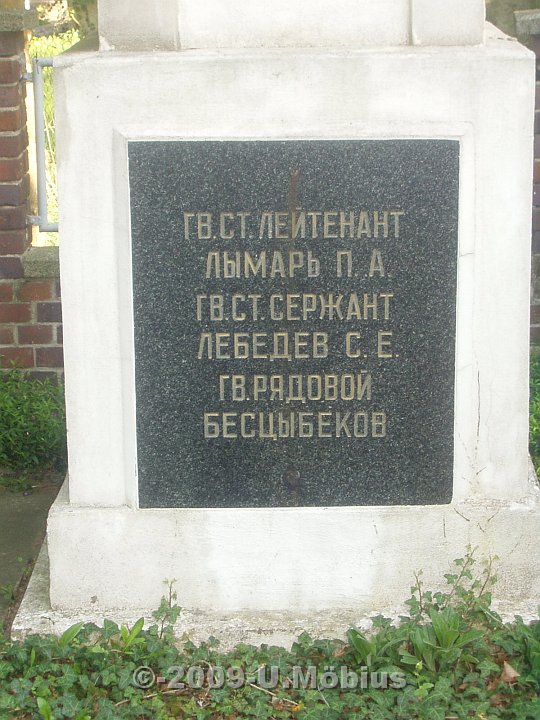 ГВ.СТ.ЛЕЙТЕНАНТ
ЛЫМАРЬ П. А.
ГВ.СТ.СЕРЖАНТ
ЛЕБЕДЕВ С. Е.
ГВ.РЯДОВОЙ
БЕСЦЫБЕКОВ
©-2009-U.Möbius